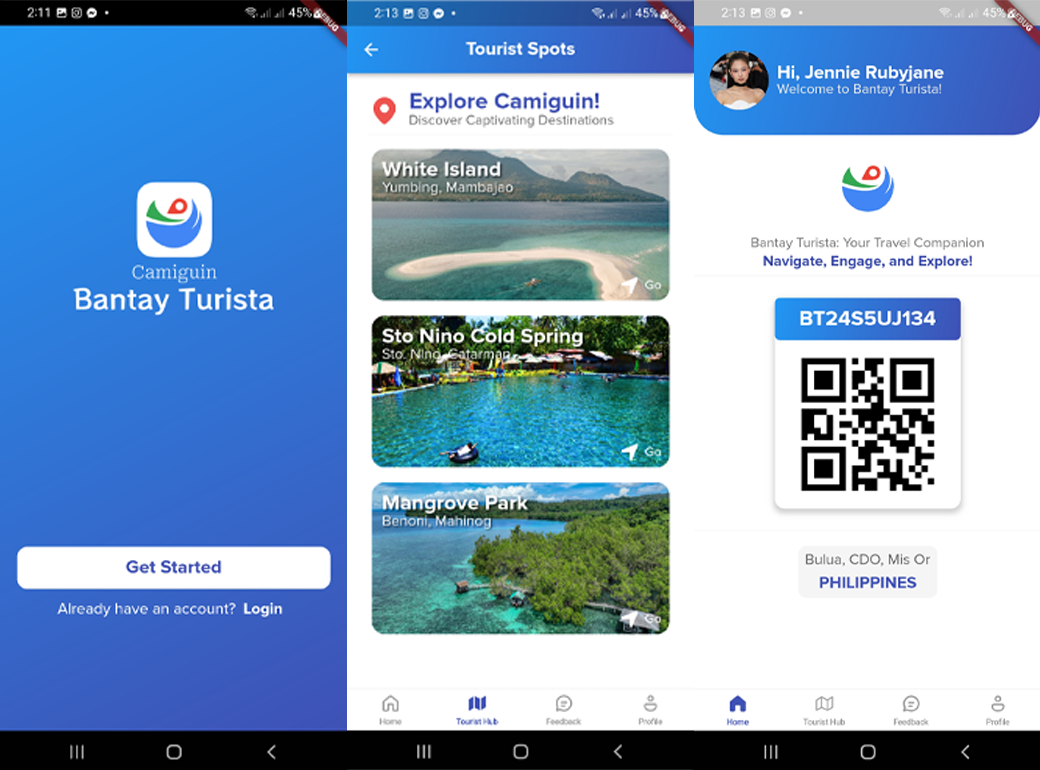 2:11
45%
DEBUG
Camiguin
Bantay Turista
Get Started
Already have an account? Login
2:13
45%
DEBUG
Tourist Spots
Explore Camiguin!
Discover Captivating Destinations
White Island
Yumbing, Mambajao
Go
Sto Nino Cold Spring
Sto. Nino, Catarman
Go
Mangrove Park
Benoni, Mahinog
Go
Home
Tourist Hub
Feedback
Profile
2:13
45%
DEBUG
Hi, Jennie Rubyjane
Welcome to Bantay Turista!
Bantay Turista: Your Travel Companion
Navigate, Engage, and Explore!
BT24S5UJ134
Bulua, CDO, Mis Or
PHILIPPINES
Home
Tourist Hub
Feedback
Profile